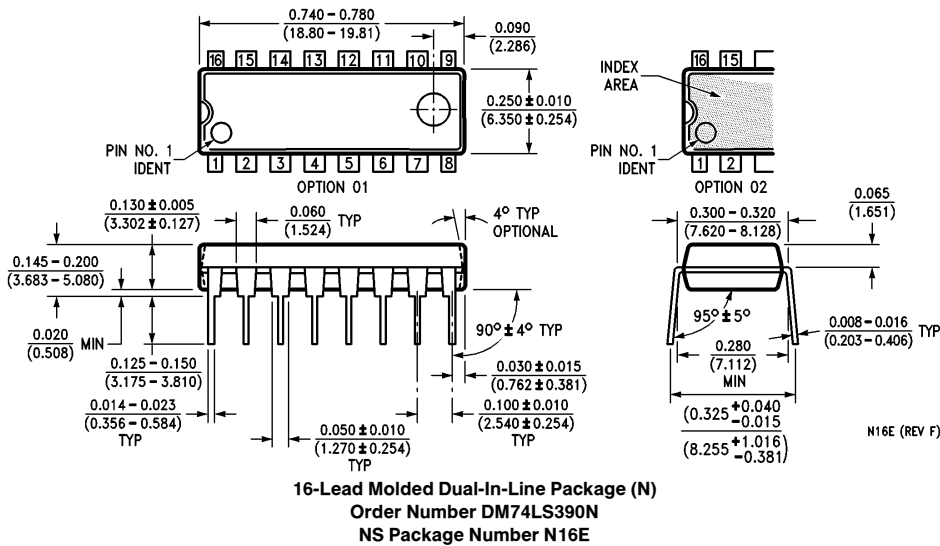 0.740 – 0.780
(18.80 – 19.81)
0.090
(2.286)
16 15 14 13 12 11 10 9
INDEX
AREA
16 15
0.250 ± 0.010
(6.350 ± 0.254)
PIN NO. 1
IDENT
1 2 3 4 5 6 7 8
OPTION 01
PIN NO. 1
IDENT
1 2
OPTION 02
0.130 ± 0.005
(3.302 ± 0.127)
0.060
(1.524)
TYP
4° TYP
OPTIONAL
0.300 – 0.320
(7.620 – 8.128)
0.065
(1.651)
0.145 – 0.200
(3.683 – 5.080)
0.020
(0.508)
MIN
0.125 – 0.150
(3.175 – 3.810)
90° ± 4° TYP
95° ± 5°
0.008 – 0.016
(0.203 – 0.406)
TYP
0.280
(7.112)
MIN
0.030 ± 0.015
(0.762 ± 0.381)
0.014 – 0.023
(0.356 – 0.584)
TYP
0.050 ± 0.010
(1.270 ± 0.254)
TYP
0.100 ± 0.010
(2.540 ± 0.254)
TYP
(0.325 +0.040 –0.015
(8.255 +1.016 –0.381)
N16E (REV F)
16-Lead Molded Dual-In-Line Package (N)
Order Number DM74LS390N
NS Package Number N16E